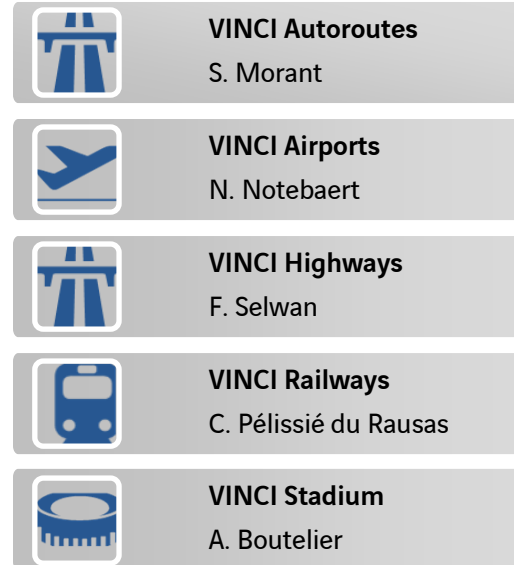 VINCI Autoroutes
S. Morant
VINCI Airports
N. Notebaert
VINCI Highways
F. Selwan
VINCI Railways
C. Pélissié du Rausas
VINCI Stadium
A. Boutelier